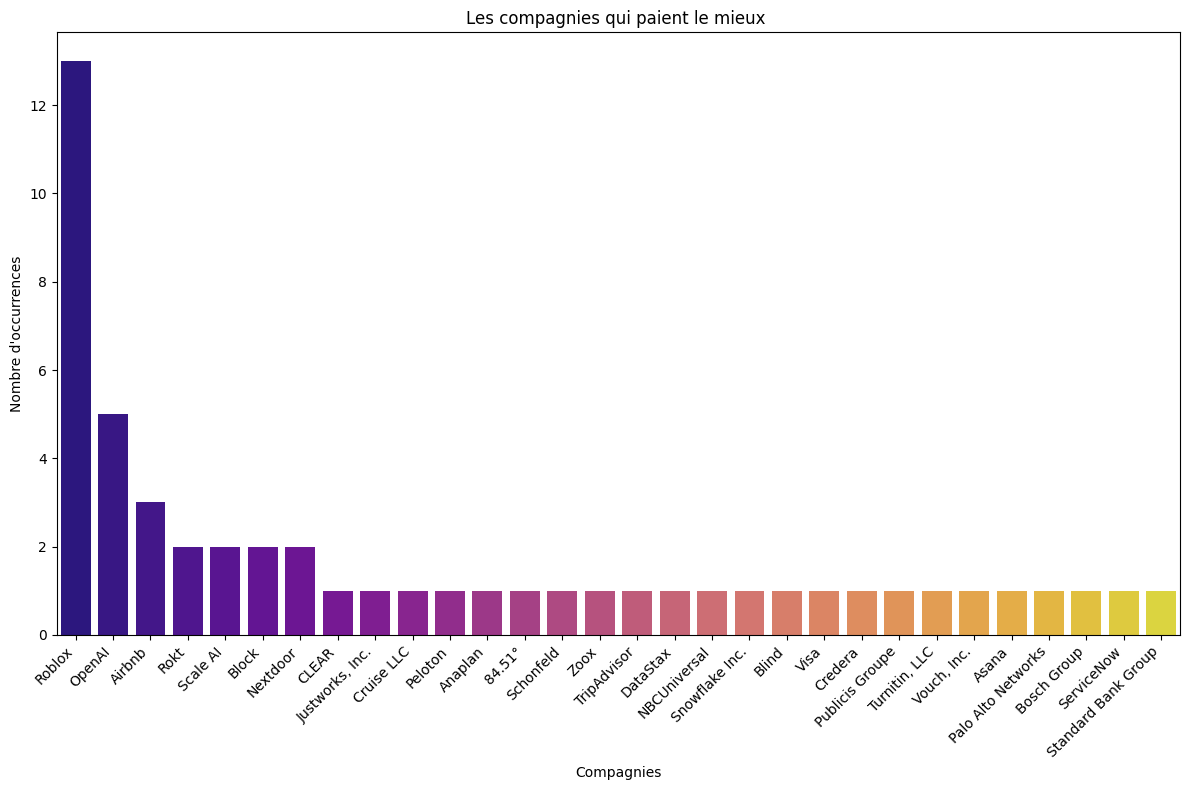 Les compagnies qui paient le mieux
Nombre d'occurrences
12
10
8
6
4
2
0
Roblox
OpenAI
Airbnb
Rokt
Scale AI
Block
Nextdoor
CLEAR
Justworks, Inc.
Cruise LLC
Peloton
Anaplan
84.51°
Schonfeld
Zoox
TripAdvisor
DataStax
NBCUniversal
Snowflake Inc.
Blind
Visa
Credera
Publicis Groupe
Turnitin, LLC
Vouch, Inc.
Asana
Palo Alto Networks
Bosch Group
ServiceNow
Standard Bank Group
Compagnies